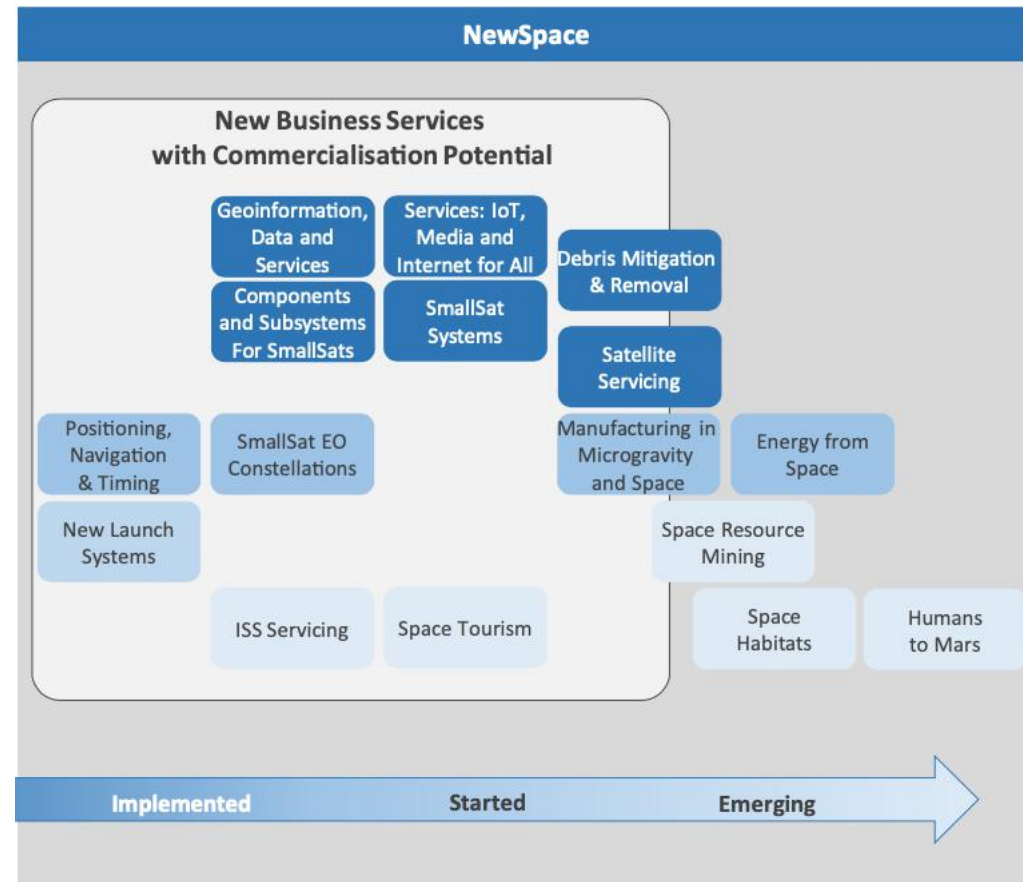 NewSpace
New Business Services
with Commercialisation Potential
Geoinformation,
Data and
Services
Services: IoT,
Media and
Internet for All
Debris Mitigation
& Removal
Components
and Subsystems
For SmallSats
SmallSat
Systems
Satellite
Servicing
Positioning,
Navigation
& Timing
SmallSat EO
Constellations
Manufacturing in
Microgravity
and Space
Energy from
Space
New Launch
Systems
Space Resource
Mining
ISS Servicing
Space Tourism
Space
Habitats
Humans
to Mars
Implemented
Started
Emerging